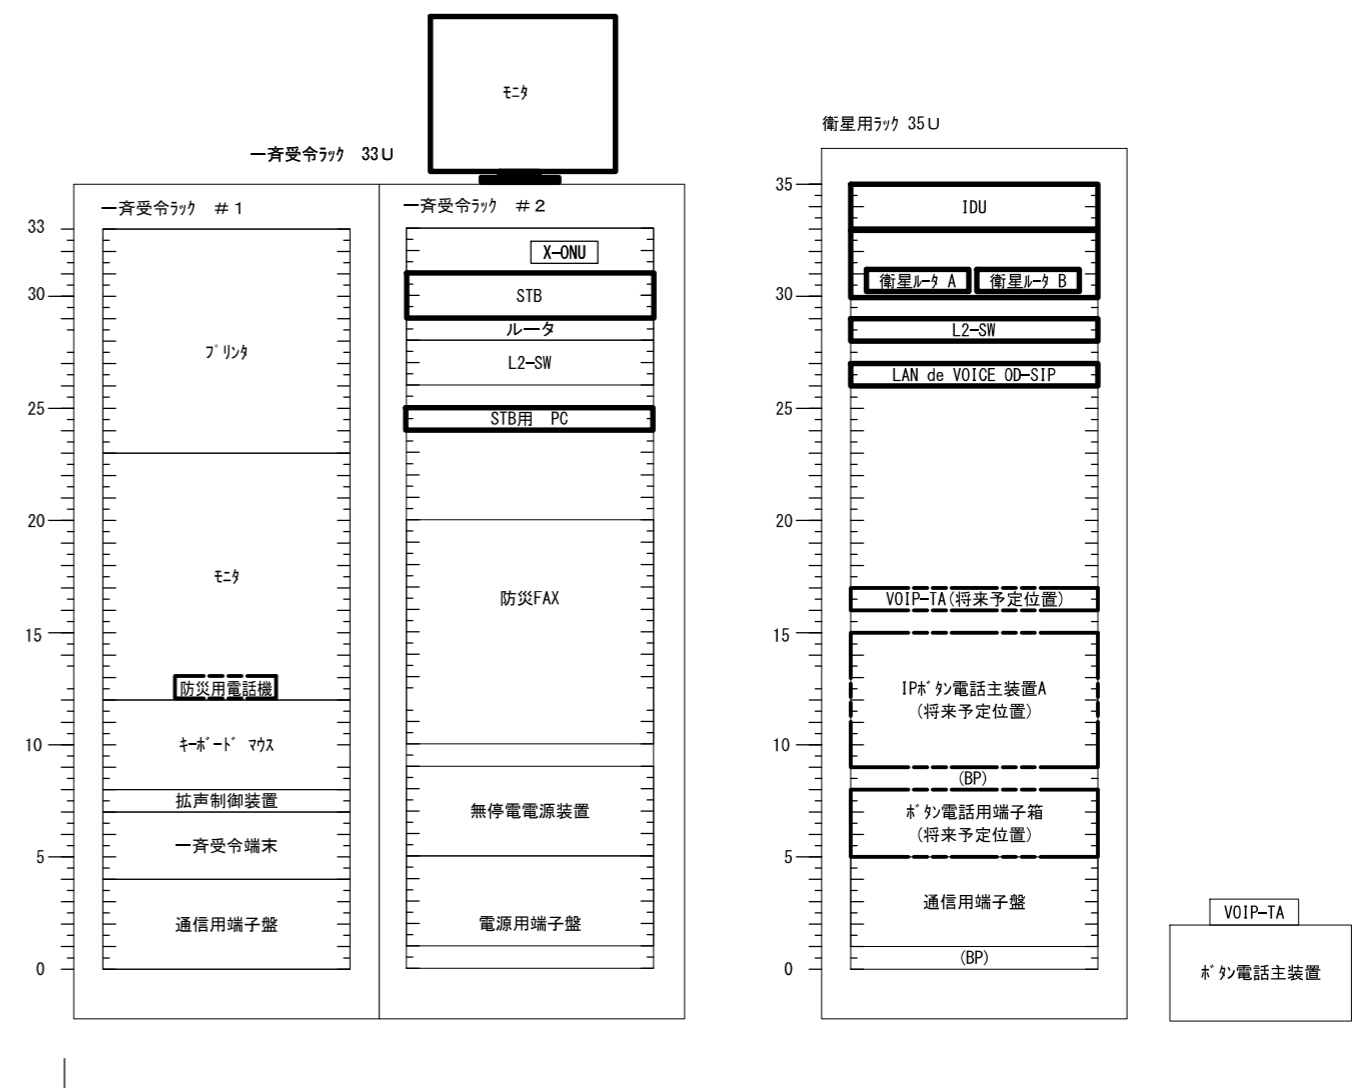 モニタ
一斉受令ラック　33U
一斉受令ラック　＃1
33
30
25
20
15
10
5
0
プリンタ
モニタ
防災用電話機
キーボード マウス
拡声制御装置
一斉受令端末
通信用端子盤
一斉受令ラック　＃2
X-ONU
STB
ルータ
L2-SW
STB用　PC
防災FAX
無停電電源装置
電源用端子盤
衛星用ラック 35U
35
30
25
20
15
10
5
0
IDU
衛星ルータ A
衛星ルータ B
L2-SW
LAN de VOICE OD-SIP
VOIP-TA(将来予定位置)
IPボタン電話主装置A
(将来予定位置)
(BP)
ボタン電話用端子箱
(将来予定位置)
通信用端子盤
(BP)
VOIP-TA
ボタン電話主装置